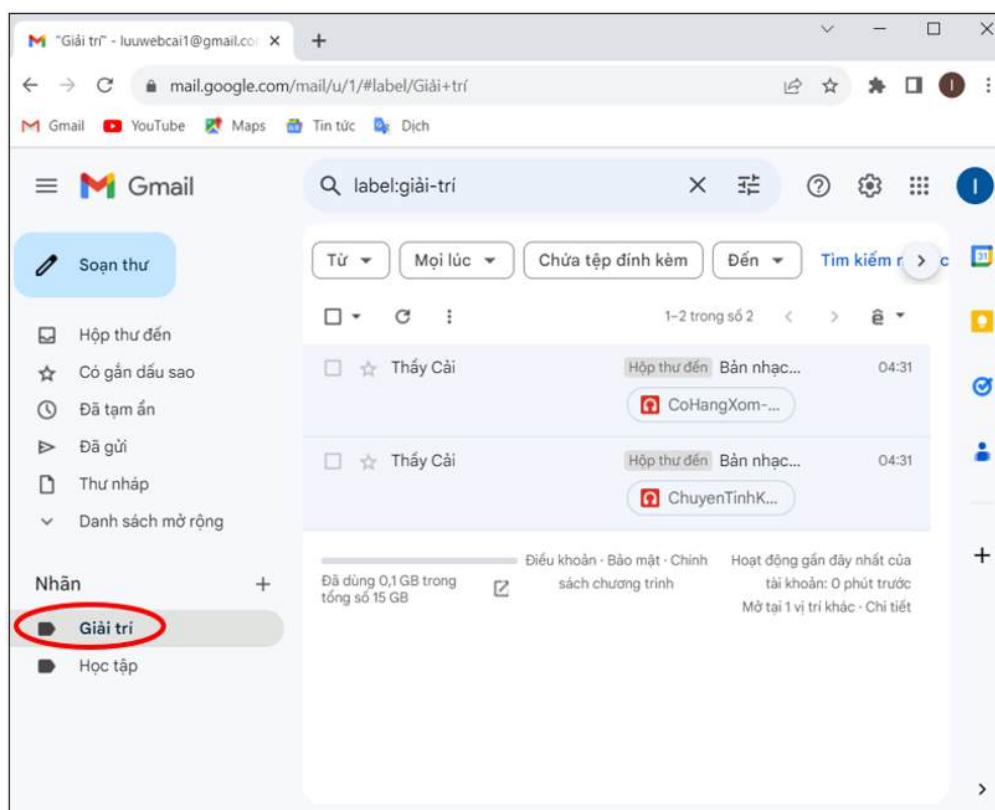 "Giải trí" - luuwebcai1@gmail.co
mail.google.com/mail/u/1/#label/Giải+trí
I
Gmail YouTube Maps Tin tức Dịch
Gmail
label:giải-trí
I
Soạn thư
Từ Mọi lúc Chứa tệp đính kèm Đến Tìm kiếm
31
1–2 trong số 2
ê
Hộp thư đến
Có gắn dấu sao
Đã tạm ẩn
Đã gửi
Thư nháp
Danh sách mở rộng
Thầy Cải Hộp thư đến Bản nhạc... 04:31
CoHangXom-...
Thầy Cải Hộp thư đến Bản nhạc... 04:31
ChuyenTinhK...
Nhãn
Giải trí
Học tập
Đã dùng 0,1 GB trong
tổng số 15 GB
Điều khoản · Bảo mật · Chính
sách chương trình
Hoạt động gần đây nhất của
tài khoản: 0 phút trước
Mở tại 1 vị trí khác · Chi tiết